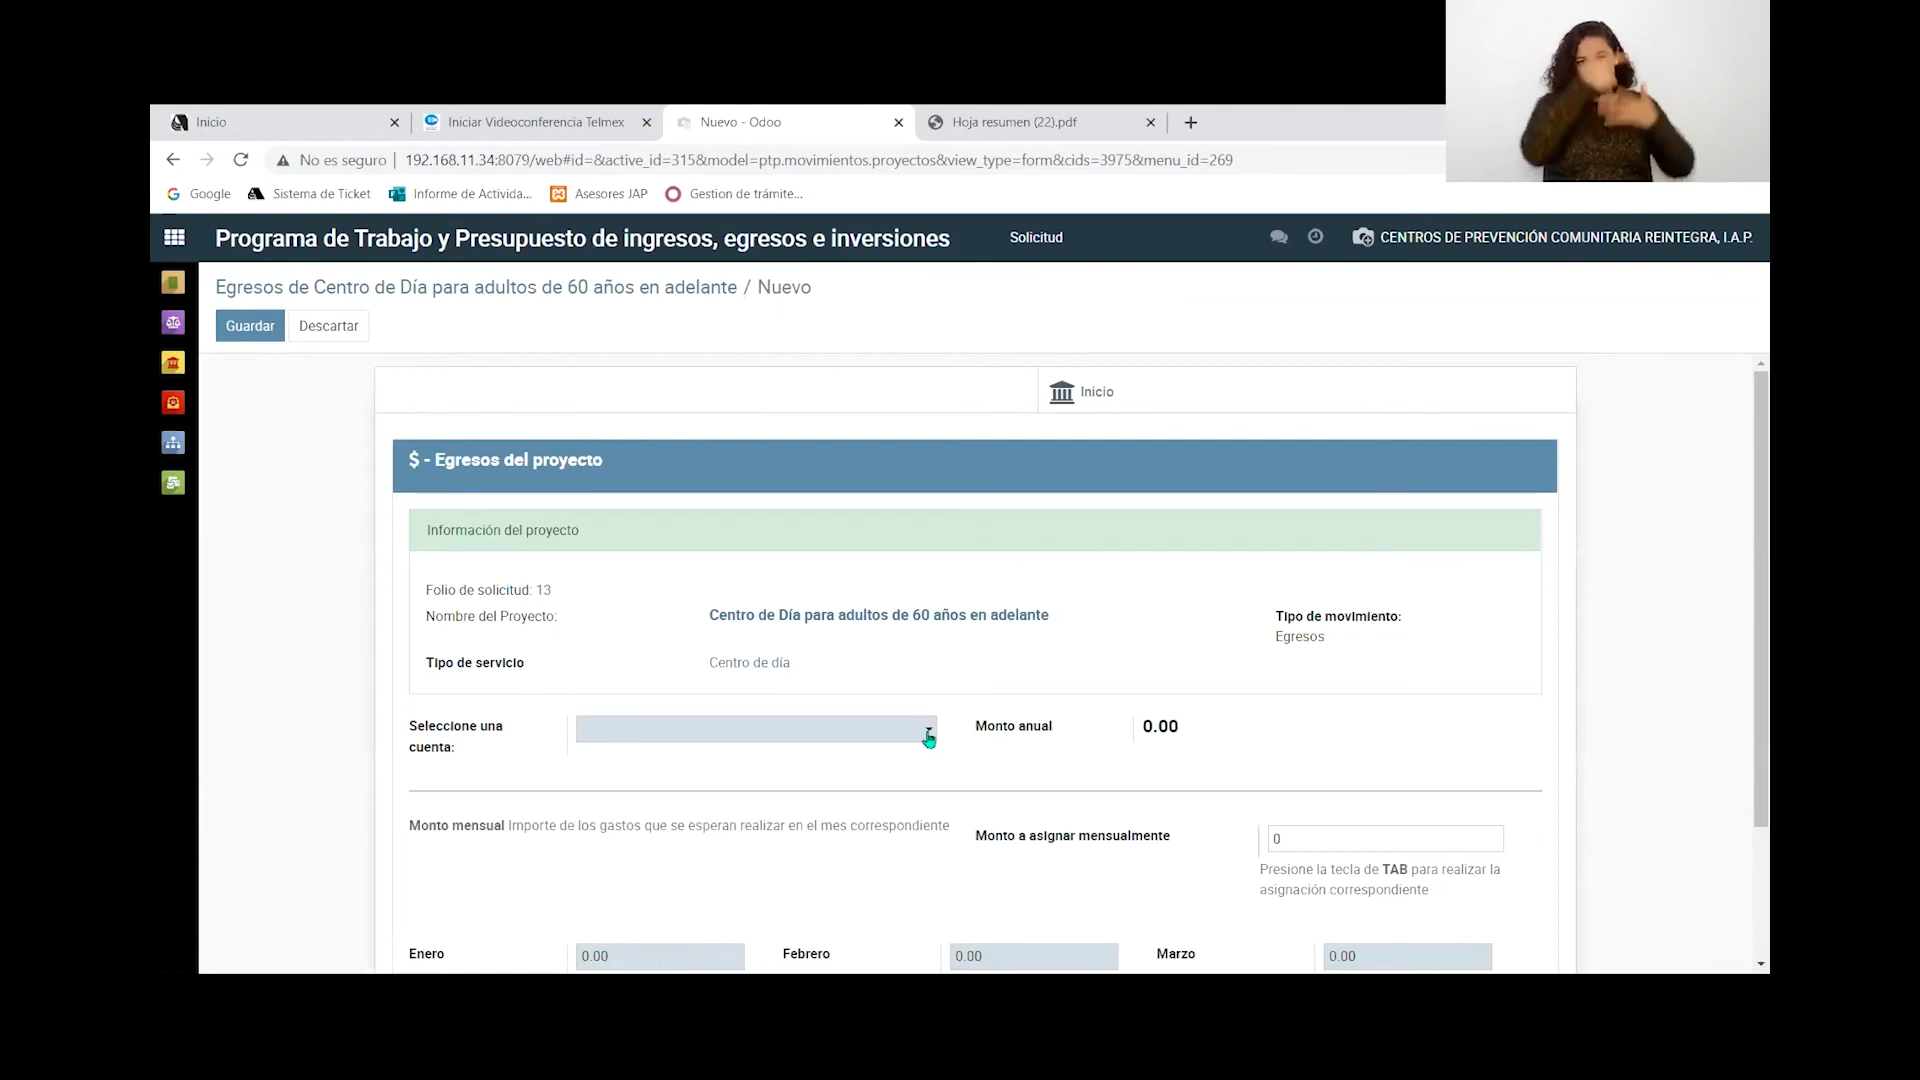 Inicio
Iniciar Videoconferencia Telmex
Nuevo - Odoo
Hoja resumen (22).pdf
No es seguro | 192.168.11.34:8079/web#id=&active_id=315&model=ptp.movimientos.proyectos&view_type=form&cids=3975&menu_id=269
Google
Sistema de Ticket
Informe de Activida...
Asesores JAP
Gestion de trámite...
Programa de Trabajo y Presupuesto de ingresos, egresos e inversiones
Solicitud
CENTROS DE PREVENCIÓN COMUNITARIA REINTEGRA, I.A.P.
Egresos de Centro de Día para adultos de 60 años en adelante / Nuevo
Guardar
Descartar
Inicio
$ - Egresos del proyecto
Información del proyecto
Folio de solicitud: 13
Nombre del Proyecto:
Centro de Día para adultos de 60 años en adelante
Tipo de movimiento:
Egresos
Tipo de servicio
Centro de día
Seleccione una
cuenta:
Monto anual
0.00
Monto mensual Importe de los gastos que se esperan realizar en el mes correspondiente
Monto a asignar mensualmente
0
Presione la tecla de TAB para realizar la
asignación correspondiente
Enero
0.00
Febrero
0.00
Marzo
0.00